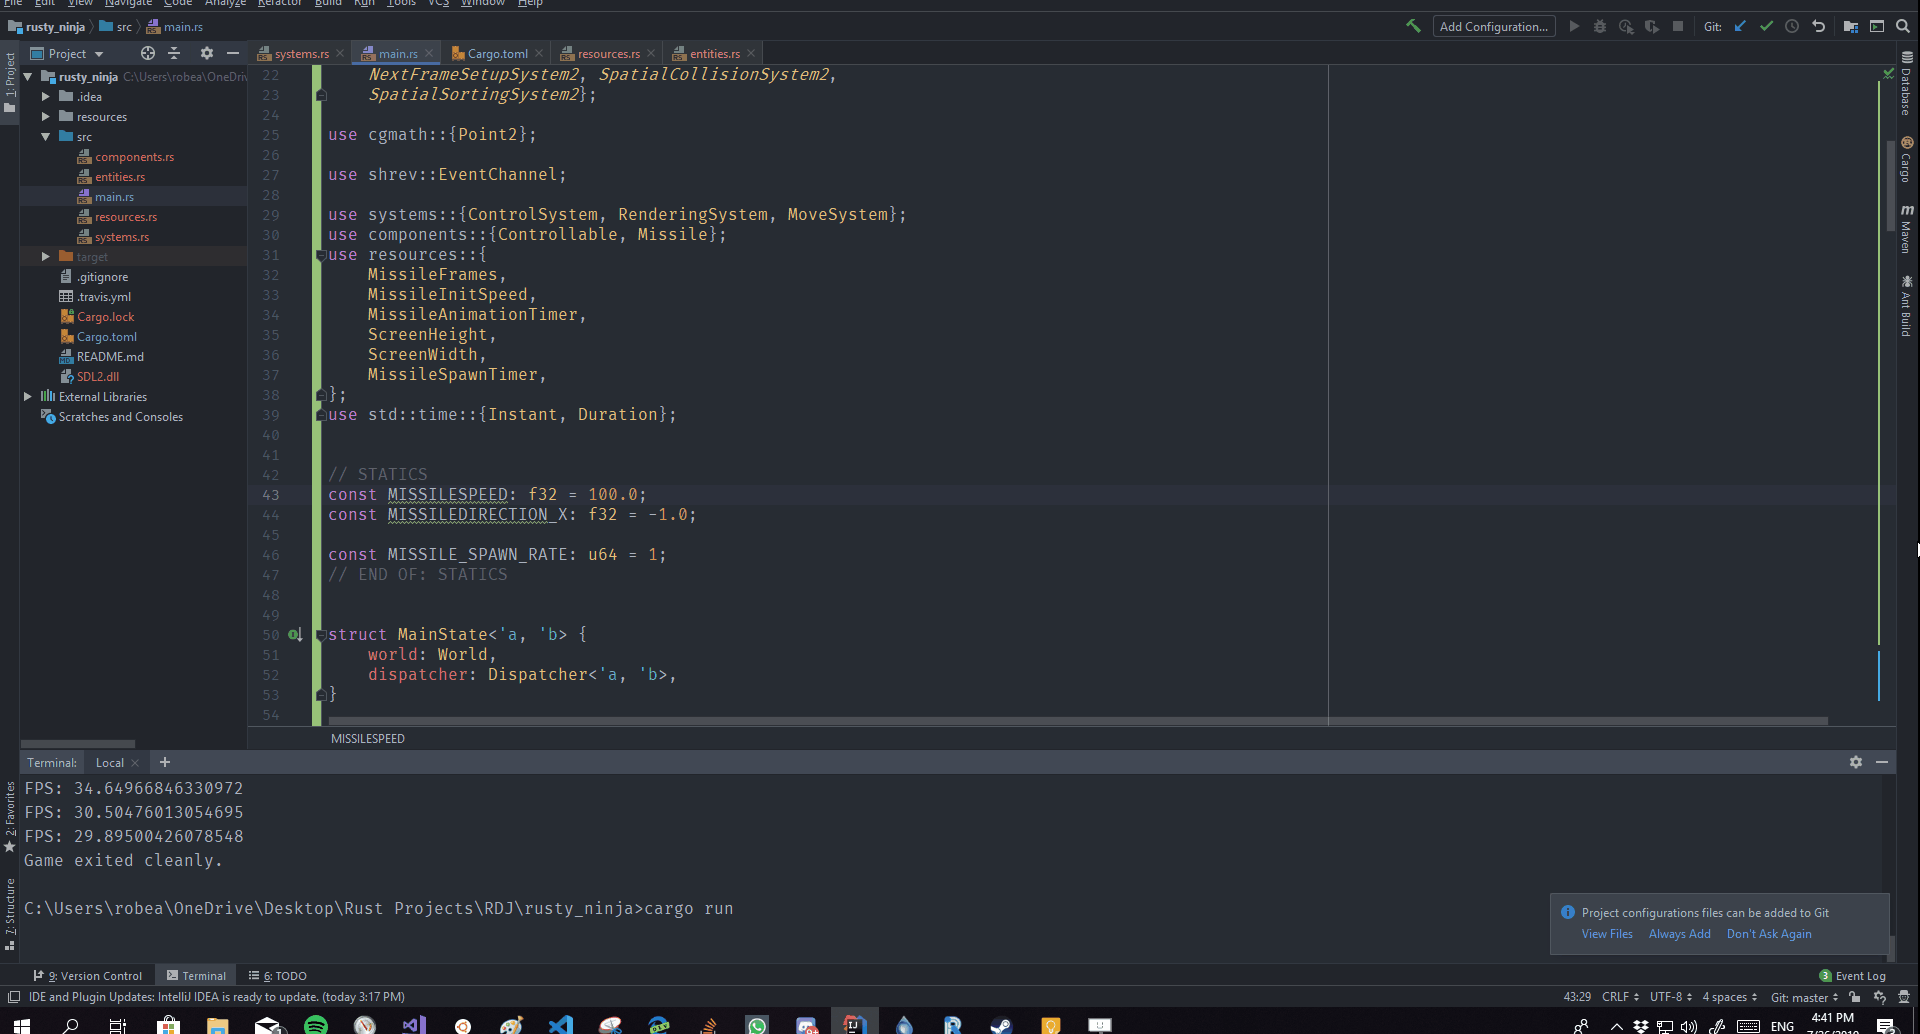 File Edit View Navigate Code Analyze Refactor Build Run Tools VCS Window Help
rusty_ninja src main.rs Add Configuration... Git:
Project systems.rs main.rs Cargo.toml resources.rs entities.rs
1: Project
rusty_ninja C:\Users\robea\OneDriv
.idea
resources
src
components.rs
entities.rs
main.rs
resources.rs
systems.rs
target
.gitignore
.travis.yml
Cargo.lock
Cargo.toml
README.md
SDL2.dll
External Libraries
Scratches and Consoles
22 NextFrameSetupSystem2, SpatialCollisionSystem2,
23 SpatialSortingSystem2};
24
25 use cgmath::{Point2};
26
27 use shrev::EventChannel;
28
29 use systems::{ControlSystem, RenderingSystem, MoveSystem};
30 use components::{Controllable, Missile};
31 use resources::{
32 MissileFrames,
33 MissileInitSpeed,
34 MissileAnimationTimer,
35 ScreenHeight,
36 ScreenWidth,
37 MissileSpawnTimer,
38 };
39 use std::time::{Instant, Duration};
40
41
42 // STATICS
43 const MISSILESPEED: f32 = 100.0;
44 const MISSILEDIRECTION_X: f32 = -1.0;
45
46 const MISSILE_SPAWN_RATE: u64 = 1;
47 // END OF: STATICS
48
49
50 struct MainState<'a, 'b> {
51 world: World,
52 dispatcher: Dispatcher<'a, 'b>,
53 }
54
MISSILESPEED
Database
Cargo
m Maven
Ant Build
Terminal: Local
FPS: 34.64966846330972
FPS: 30.50476013054695
FPS: 29.89500426078548
Game exited cleanly.
C:\Users\robea\OneDrive\Desktop\Rust Projects\RDJ\rusty_ninja>cargo run
2: Favorites
7: Structure
Project configurations files can be added to Git
View Files Always Add Don't Ask Again
9: Version Control Terminal 6: TODO 3 Event Log
IDE and Plugin Updates: IntelliJ IDEA is ready to update. (today 3:17 PM) 43:29 CRLF UTF-8 4 spaces Git: master
ENG 4:41 PM